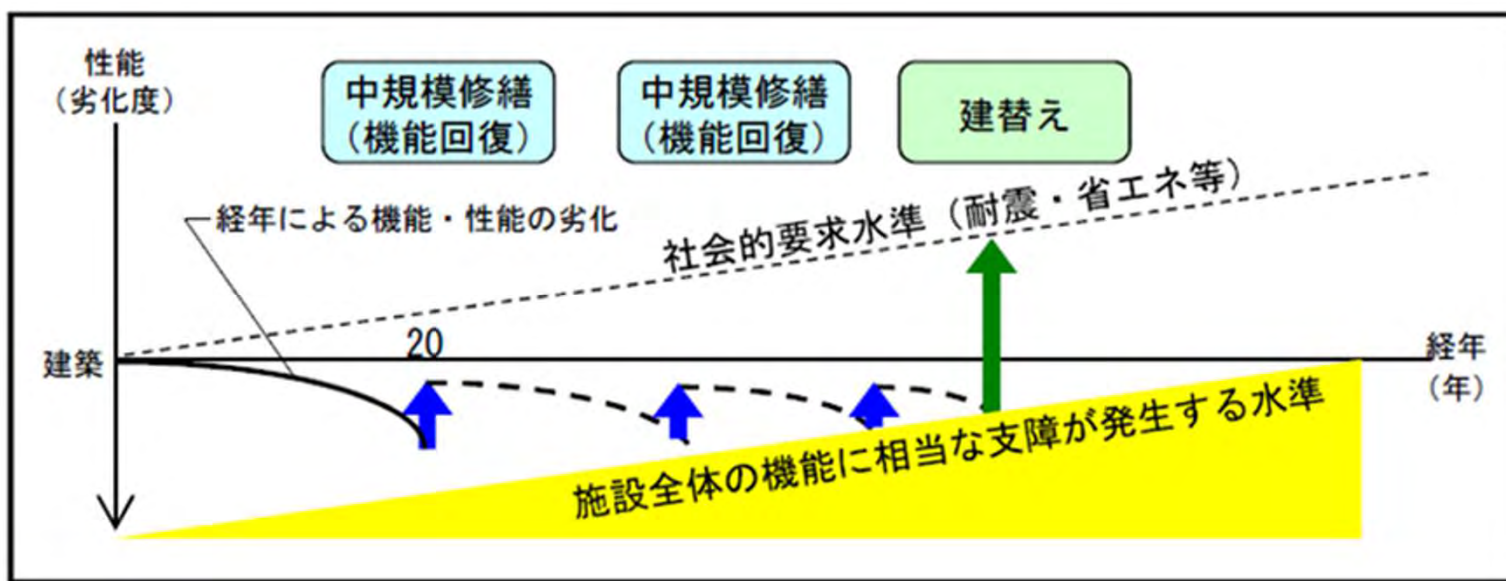 性能
（劣化度）
中規模修繕
（機能回復）
中規模修繕
（機能回復）
建替え
経年による機能・性能の劣化
社会的要求水準（耐震・省エネ等）
20
建築
経年
（年）
施設全体の機能に相当な支障が発生する水準